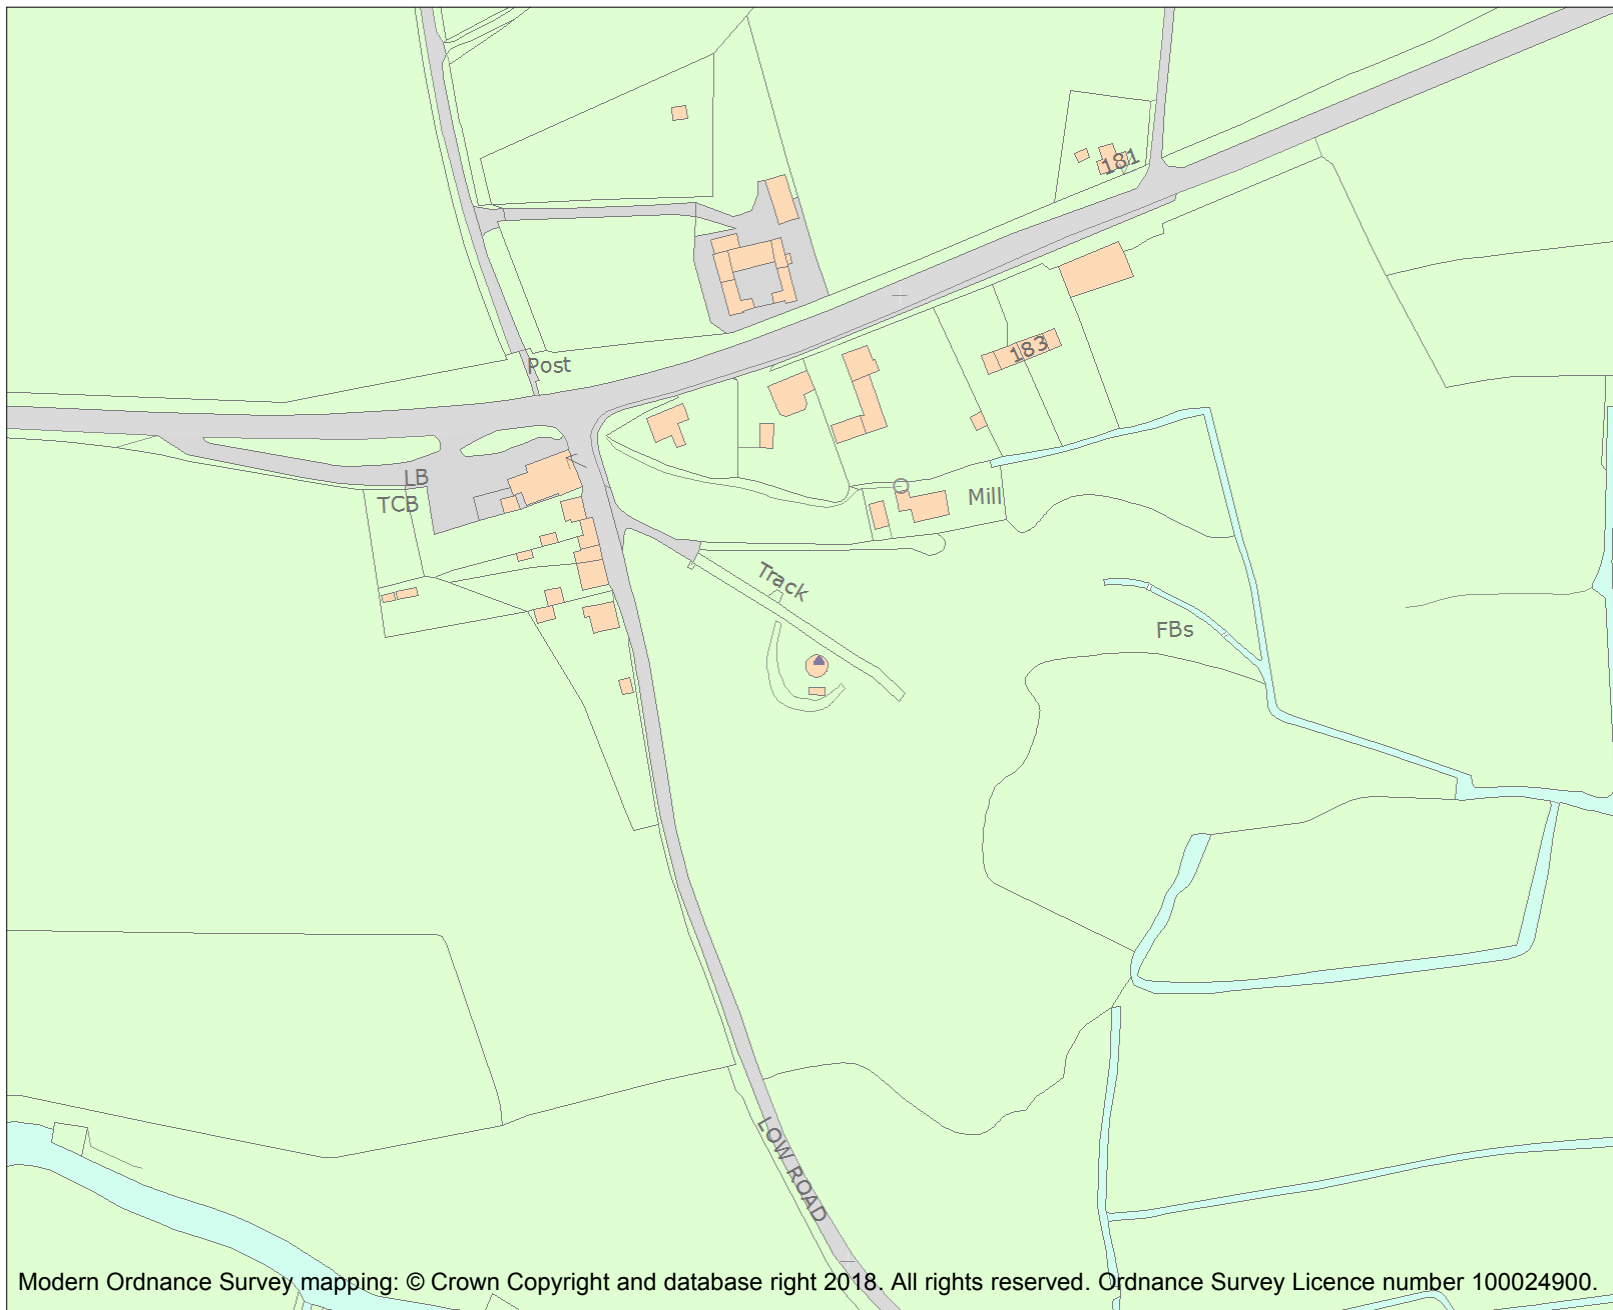 181
183
Post
LB
TCB
Mill
Track
FBs
LOW ROAD
Modern Ordnance Survey mapping: © Crown Copyright and database right 2018. All rights reserved. Ordnance Survey Licence number 100024900.